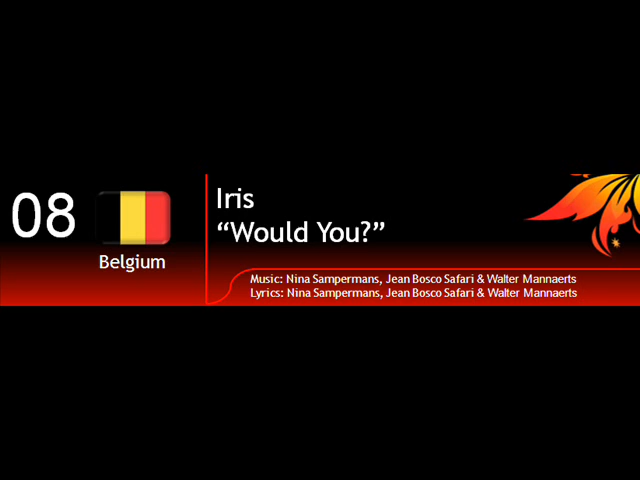 08
Belgium
Iris
“Would You?”
Music: Nina Sampermans, Jean Bosco Safari & Walter Mannaerts
Lyrics: Nina Sampermans, Jean Bosco Safari & Walter Mannaerts